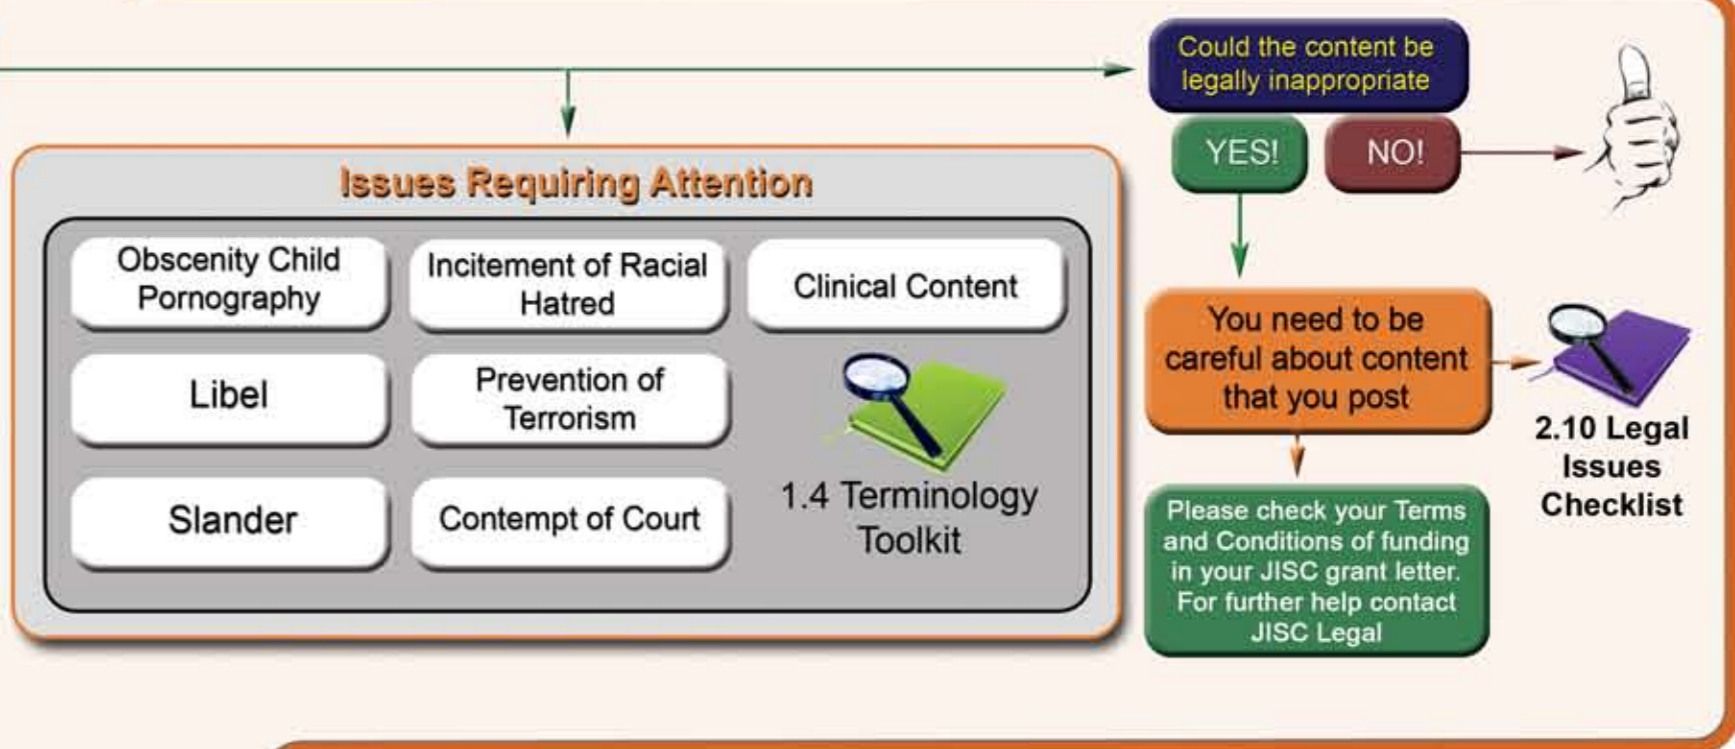 Could the content be
legally inappropriate
YES!
NO!
Issues Requiring Attention
Obscenity Child
Pornography
Incitement of Racial
Hatred
Clinical Content
Libel
Prevention of
Terrorism
Slander
Contempt of Court
1.4 Terminology
Toolkit
You need to be
careful about content
that you post
2.10 Legal
Issues
Checklist
Please check your Terms
and Conditions of funding
in your JISC grant letter.
For further help contact
JISC Legal